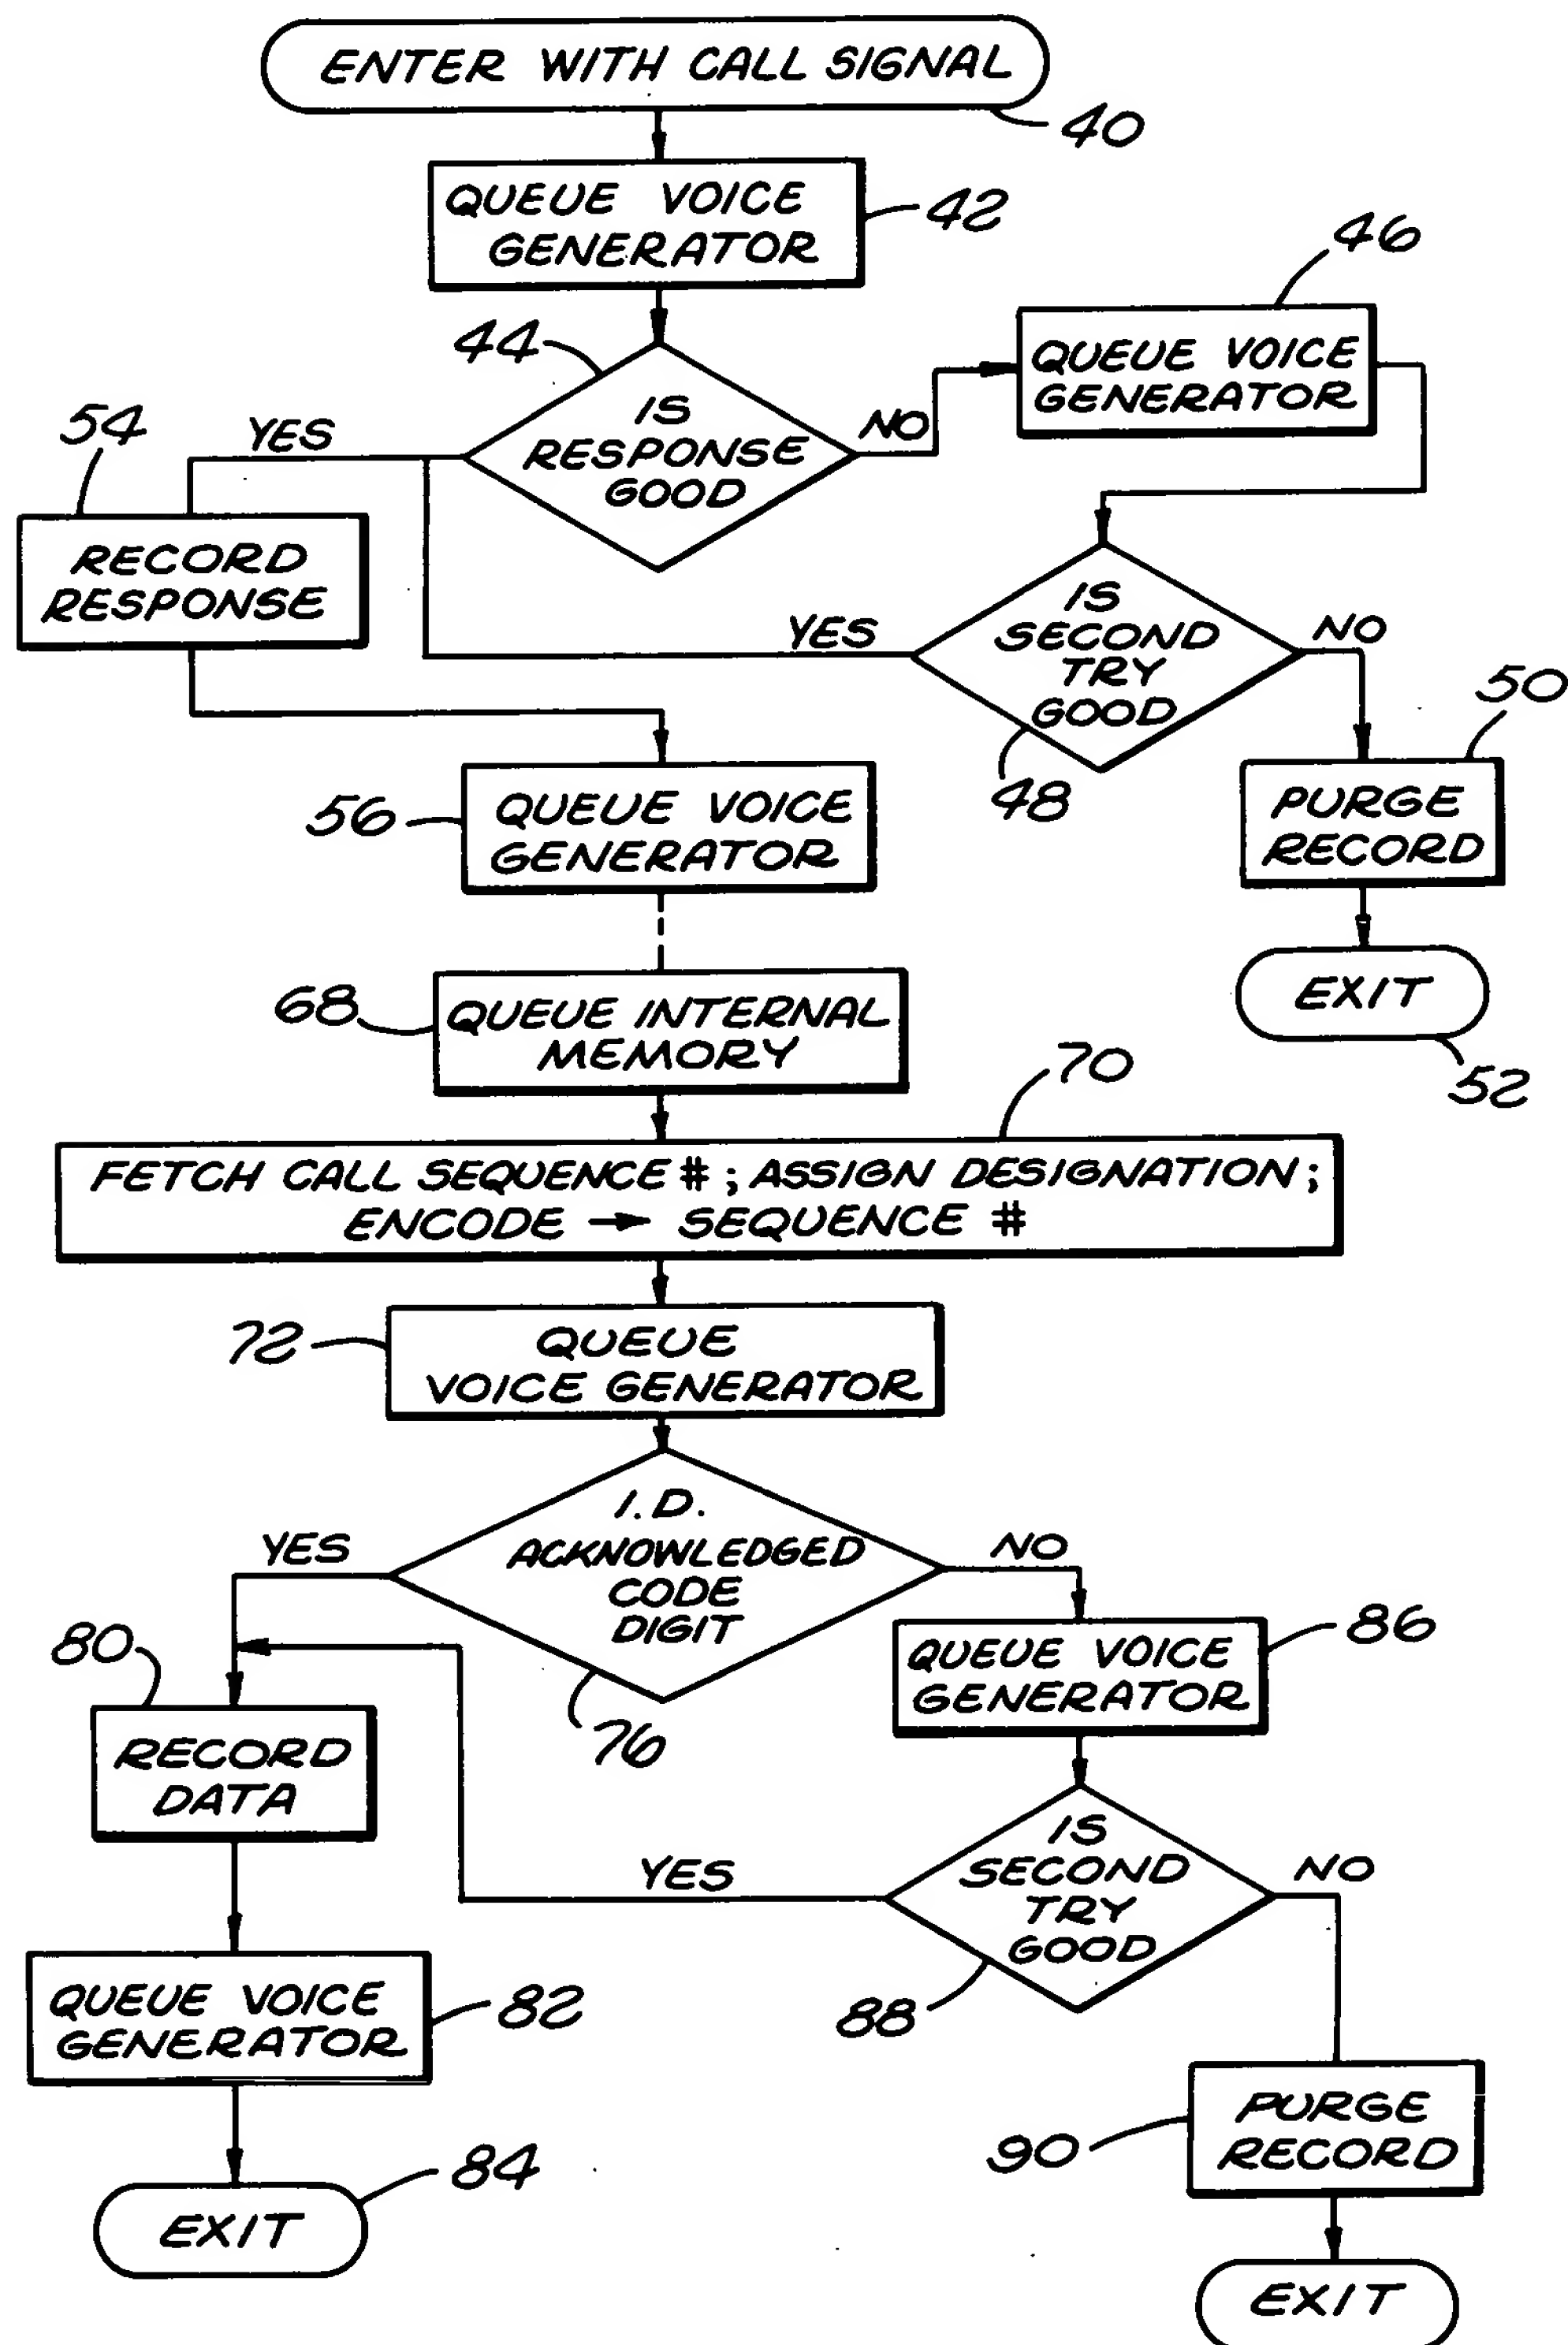 ENTER WITH CALL SIGNAL
40
QUEUE VOICE
GENERATOR
42
46
44
QUEUE VOICE
GENERATOR
IS
RESPONSE
GOOD
NO
54
YES
RECORD
RESPONSE
IS
SECOND
TRY
GOOD
YES
NO
50
48
56
QUEUE VOICE
GENERATOR
PURGE
RECORD
68
QUEUE INTERNAL
MEMORY
EXIT
52
70
FETCH CALL SEQUENCE # ; ASSIGN DESIGNATION ;
ENCODE → SEQUENCE #
72
QUEUE
VOICE GENERATOR
I.D.
ACKNOWLEDGED
CODE
DIGIT
YES
NO
80
76
86
QUEUE VOICE
GENERATOR
RECORD
DATA
IS
SECOND
TRY
GOOD
YES
NO
88
QUEUE VOICE
GENERATOR
82
90
PURGE
RECORD
84
EXIT
EXIT